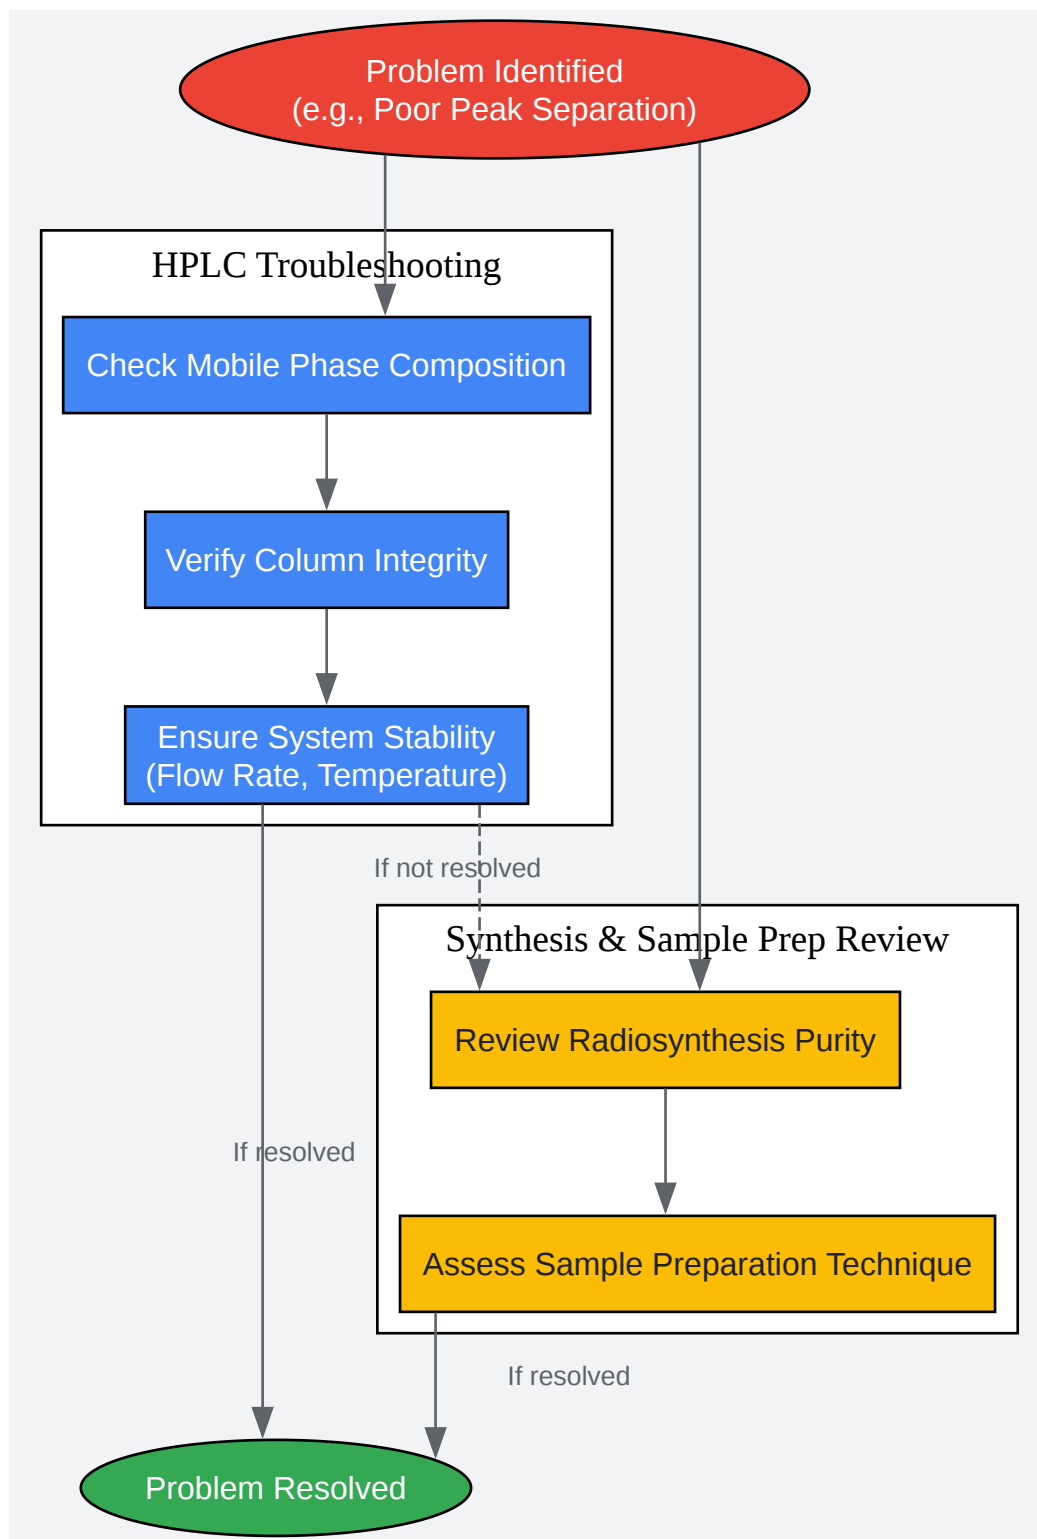 Problem Identified
(e.g., Poor Peak Separation)
HPLC Troubleshooting
Check Mobile Phase Composition
Verify Column Integrity
Ensure System Stability
(Flow Rate, Temperature)
If not resolved
Synthesis & Sample Prep Review
Review Radiosynthesis Purity
If resolved
Assess Sample Preparation Technique
If resolved
Problem Resolved